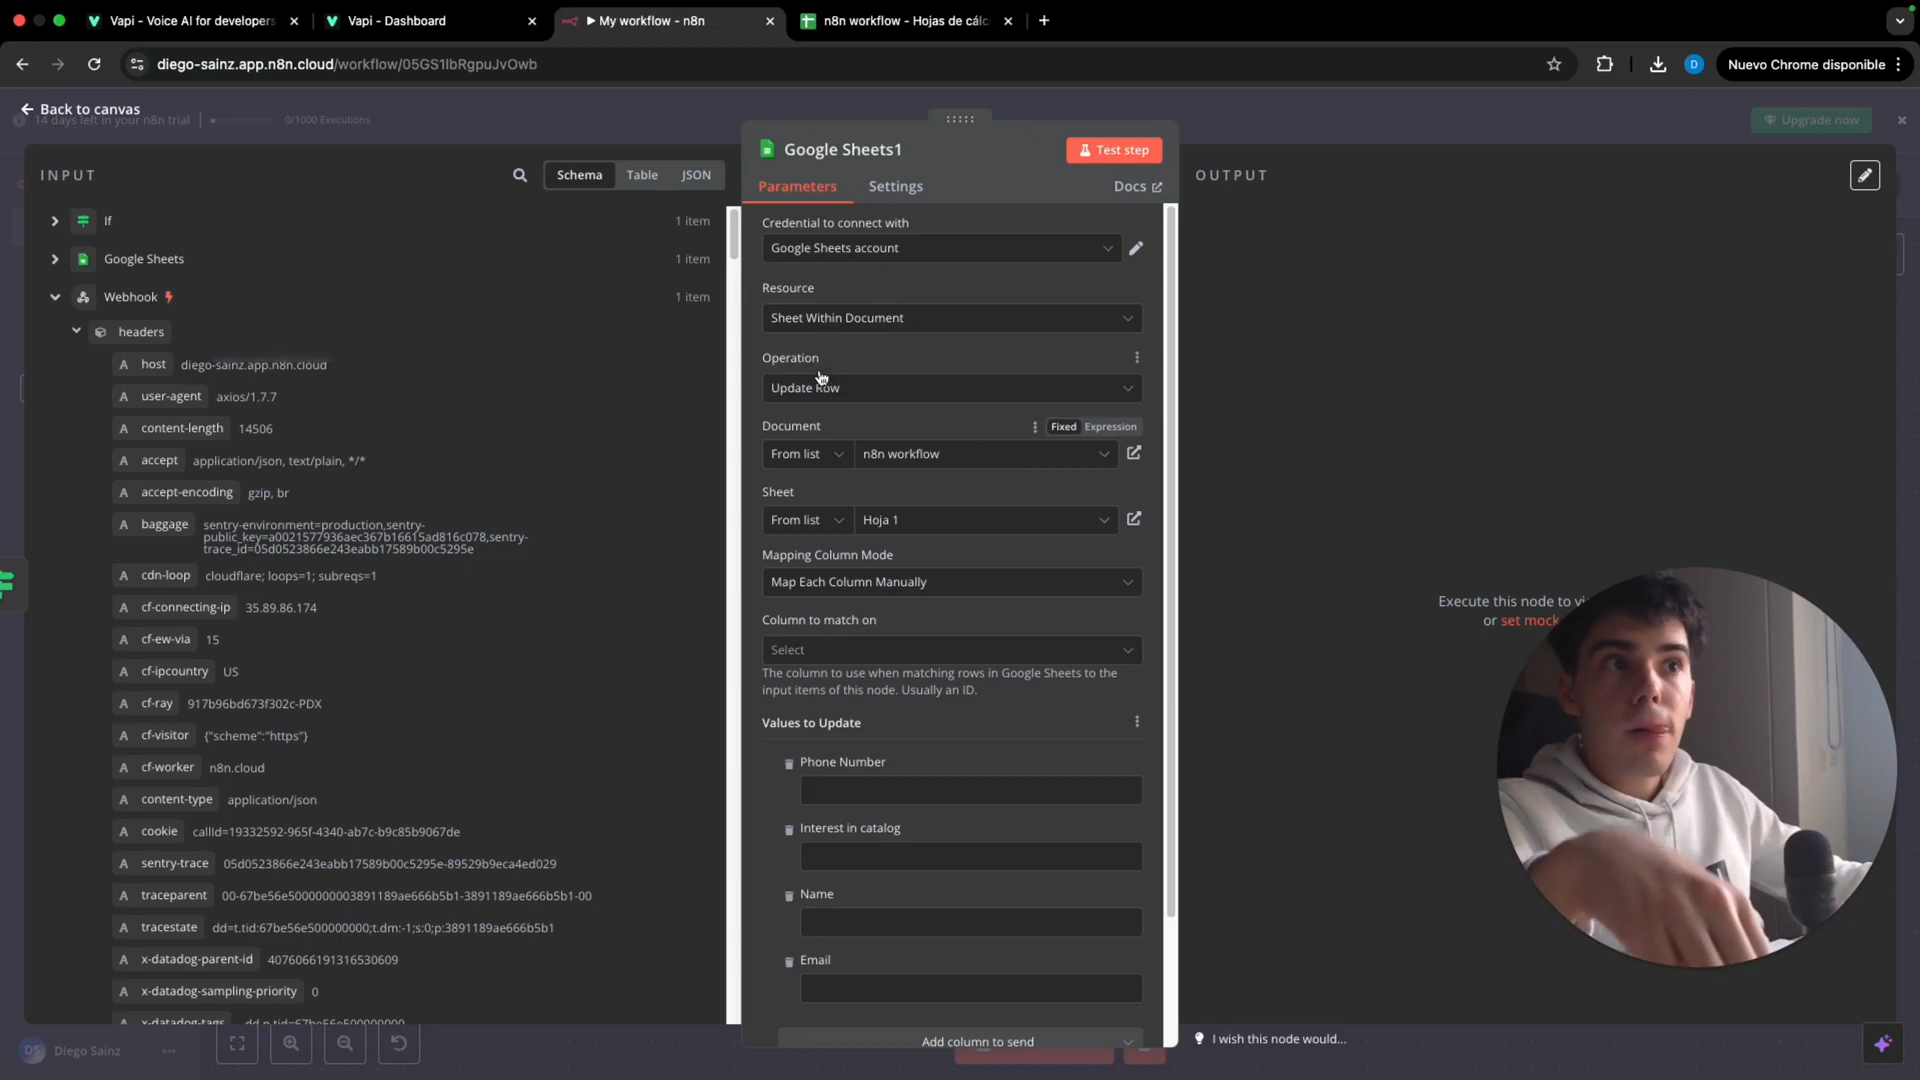 Vapi - Voice AI for developers
Vapi - Dashboard
My workflow - n8n
n8n workflow - Hojas de cálc
diego-sainz.app.n8n.cloud/workflow/05GS1lbRgpuJvOwb
D
Nuevo Chrome disponible
Back to canvas
14 days left in your n8n trial
0/1000 Executions
Upgrade now
INPUT
Schema
Table
JSON
If
1 item
Google Sheets
1 item
Webhook
1 item
headers
A host diego-sainz.app.n8n.cloud
A user-agent axios/1.7.7
A content-length 14506
A accept application/json, text/plain, */*
A accept-encoding gzip, br
A baggage sentry-environment=production,sentry-
public_key=a0021577936aec367b16615ad816c078,sentry-
trace_id=05d0523866e243eabb17589b00c5295e
A cdn-loop cloudflare; loops=1; subreqs=1
A cf-connecting-ip 35.89.86.174
A cf-ew-via 15
A cf-ipcountry US
A cf-ray 917b96bd673f302c-PDX
A cf-visitor {"scheme":"https"}
A cf-worker n8n.cloud
A content-type application/json
A cookie callId=19332592-965f-4340-ab7c-b9c85b9067de
A sentry-trace 05d0523866e243eabb17589b00c5295e-89529b9eca4ed029
A traceparent 00-67be56e5000000003891189ae666b5b1-3891189ae666b5b1-00
A tracestate dd=t.tid:67be56e500000000;t.dm:-1;s:0;p:3891189ae666b5b1
A x-datadog-parent-id 4076066191316530609
A x-datadog-sampling-priority 0
A x-datadog-tags _dd.p.tid=67be56e500000000
Google Sheets1
Test step
Parameters
Settings
Docs
Credential to connect with
Google Sheets account
Resource
Sheet Within Document
Operation
Update Row
Document
Fixed
Expression
From list
n8n workflow
Sheet
From list
Hoja 1
Mapping Column Mode
Map Each Column Manually
Column to match on
Select
The column to use when matching rows in Google Sheets to the
input items of this node. Usually an ID.
Values to Update
Phone Number
Interest in catalog
Name
Email
Add column to send
OUTPUT
Execute this node to vi
or set mock
I wish this node would...
DS
Diego Sainz